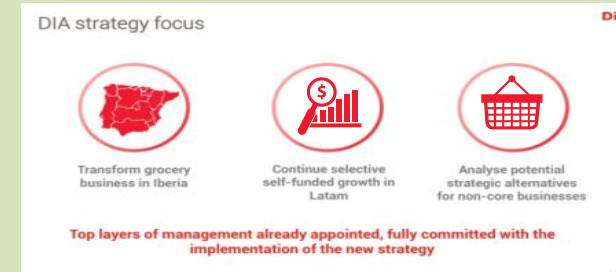 DIA strategy focus
Di
$
Transform grocery
business in Iberia
Continue selective
self-funded growth in
Latam
Analyse potential
strategic alternatives
for non-core businesses
Top layers of management already appointed, fully committed with the
implementation of the new strategy